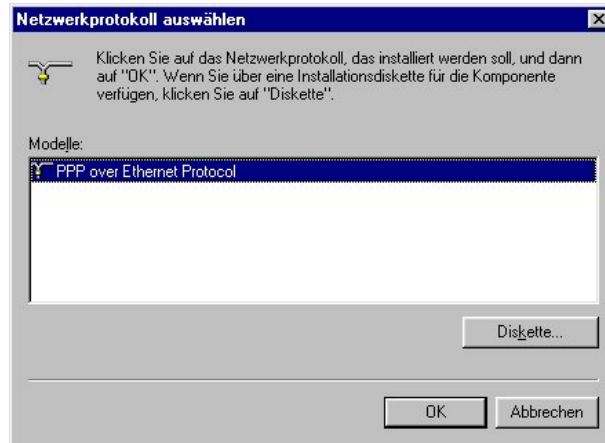 Netzwerkprotokoll auswählen
Klicken Sie auf das Netzwerkprotokoll, das installiert werden soll, und dann
auf "OK". Wenn Sie über eine Installationsdiskette für die Komponente
verfügen, klicken Sie auf "Diskette".
Modelle:
PPP over Ethernet Protocol
Diskette...
OK
Abbrechen